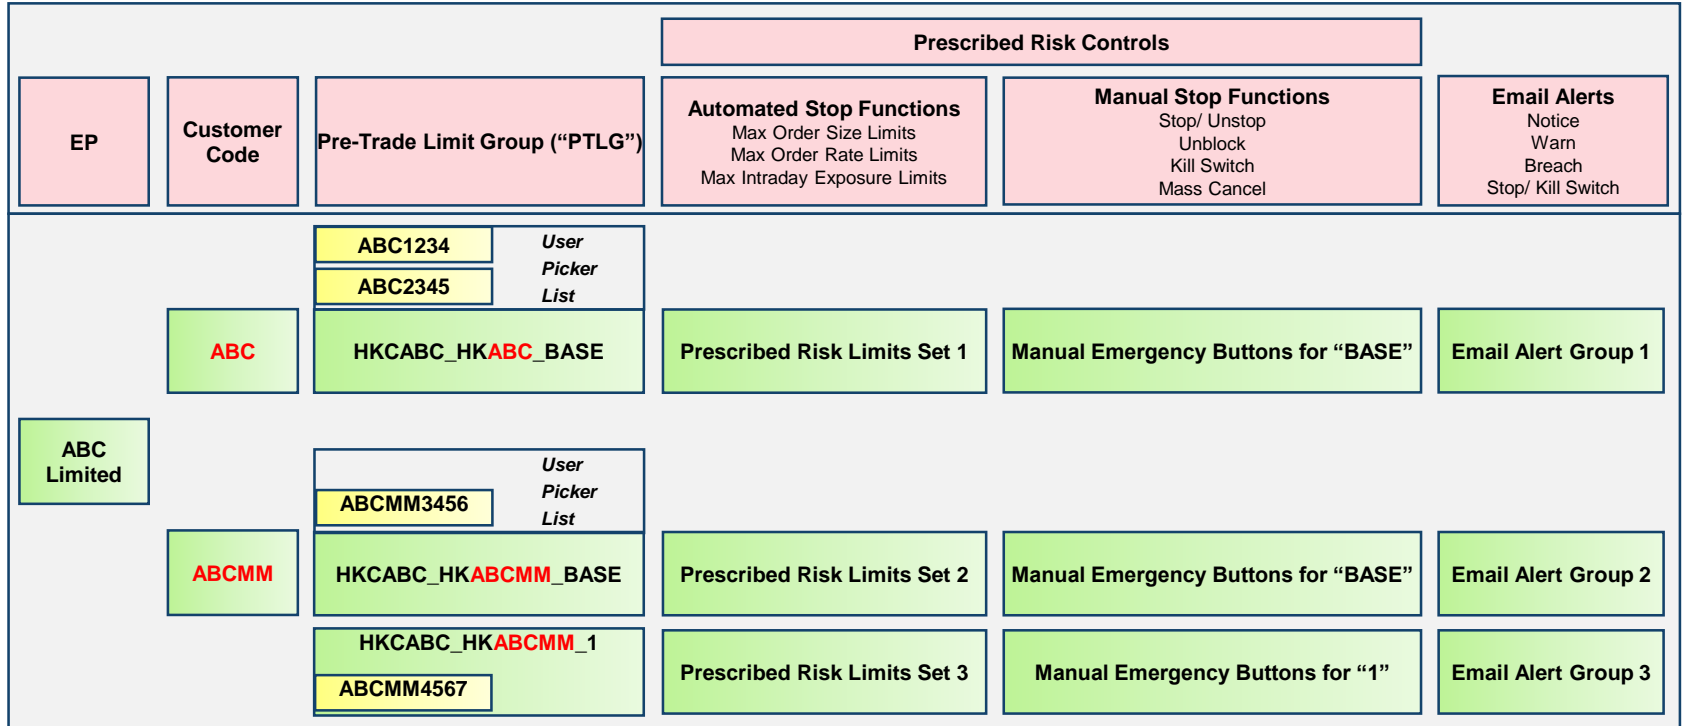 Prescribed Risk Controls
EP
Customer
Code
Pre-Trade Limit Group (“PTLG”)
Automated Stop Functions
Max Order Size Limits
Max Order Rate Limits
Max Intraday Exposure Limits
Manual Stop Functions
Stop/ Unstop
Unblock
Kill Switch
Mass Cancel
Email Alerts
Notice
Warn
Breach
Stop/ Kill Switch
ABC1234
ABC2345
User
Picker
List
ABC
HKCABC_HKABC_BASE
Prescribed Risk Limits Set 1
Manual Emergency Buttons for “BASE”
Email Alert Group 1
ABC
Limited
ABCMM3456
User
Picker
List
ABCMM
HKCABC_HKABCMM_BASE
Prescribed Risk Limits Set 2
Manual Emergency Buttons for “BASE”
Email Alert Group 2
HKCABC_HKABCMM_1
ABCMM4567
Prescribed Risk Limits Set 3
Manual Emergency Buttons for “1”
Email Alert Group 3